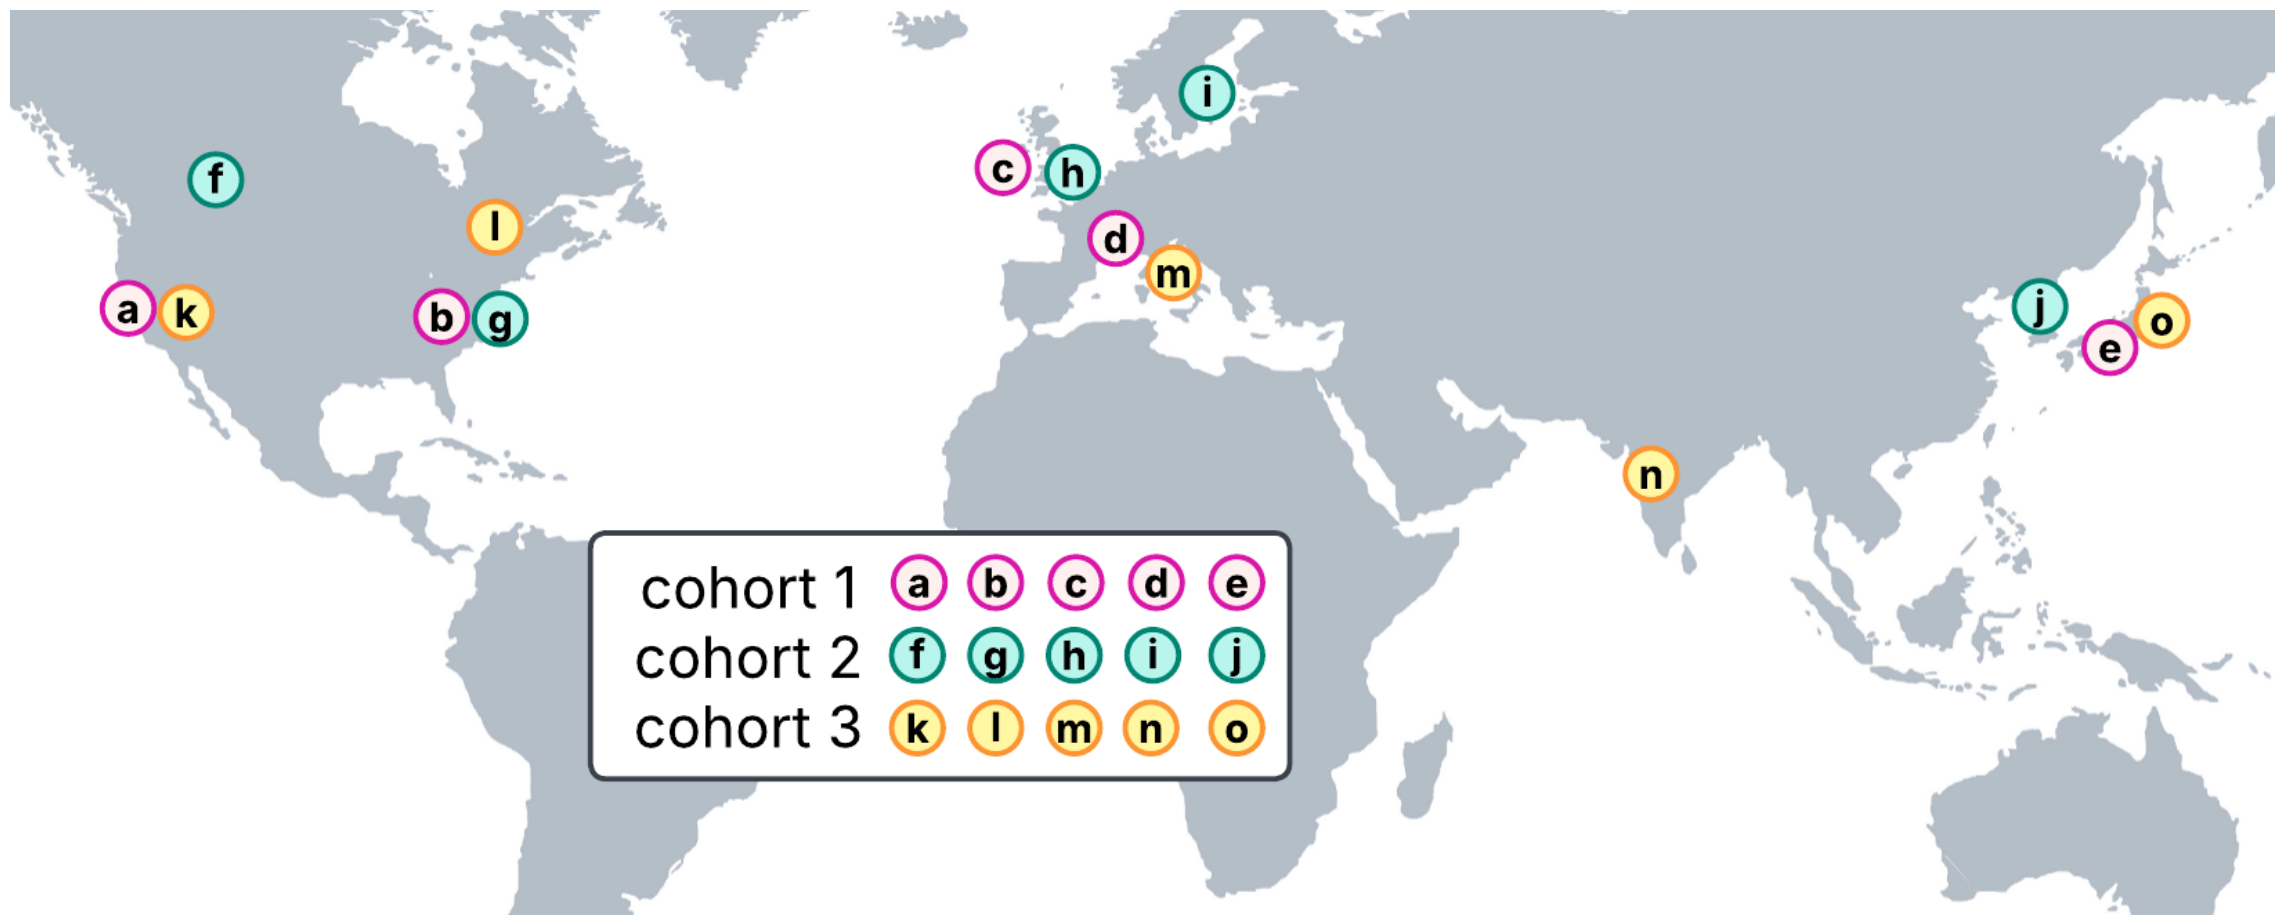 i
c h
f
l
d
m
a k b g j o
e
n
cohort 1 a b c d e
cohort 2 f g h i j
cohort 3 k l m n o